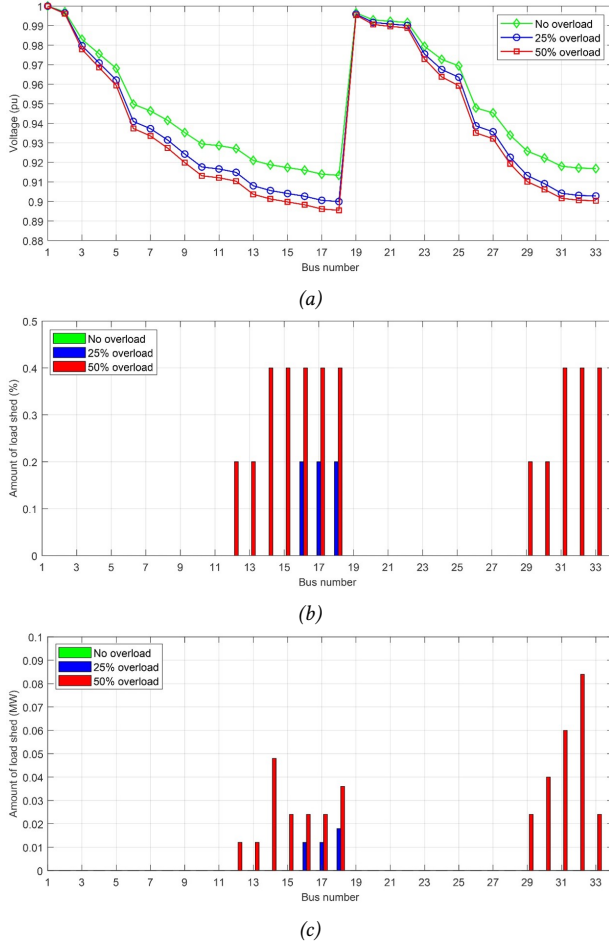 1
0.99
0.98
0.97
0.96
0.95
0.94
0.93
0.92
0.91
0.9
0.89
0.88
Voltage (pu)
No overload
25% overload
50% overload
1 3 5 7 9 11 13 15 17 19 21 23 25 27 29 31 33
Bus number
(a)
0.5
0.4
0.3
0.2
0.1
0
Amount of load shed (%)
No overload
25% overload
50% overload
1 3 5 7 9 11 13 15 17 19 21 23 25 27 29 31 33
Bus number
(b)
0.1
0.09
0.08
0.07
0.06
0.05
0.04
0.03
0.02
0.01
0
Amount of load shed (MW)
No overload
25% overload
50% overload
1 3 5 7 9 11 13 15 17 19 21 23 25 27 29 31 33
Bus number
(c)